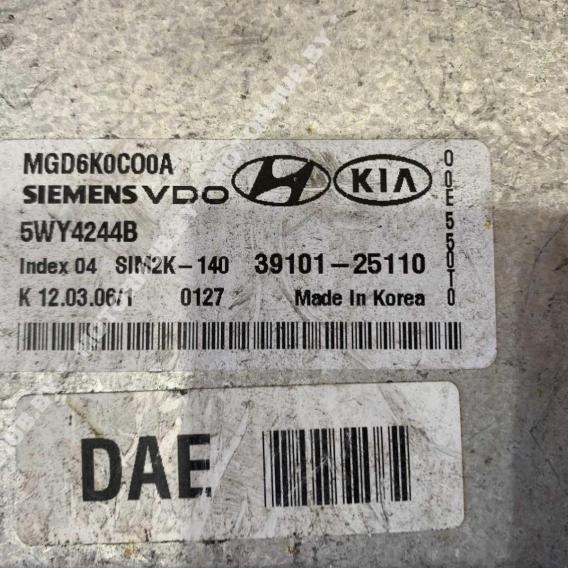 MGD6K0C00A
SIEMENS VDO KIA
5WY4244B
Index 04 SIM2K-140 39101-25110
K 12.03.06/1 0127 Made In Korea
DAE